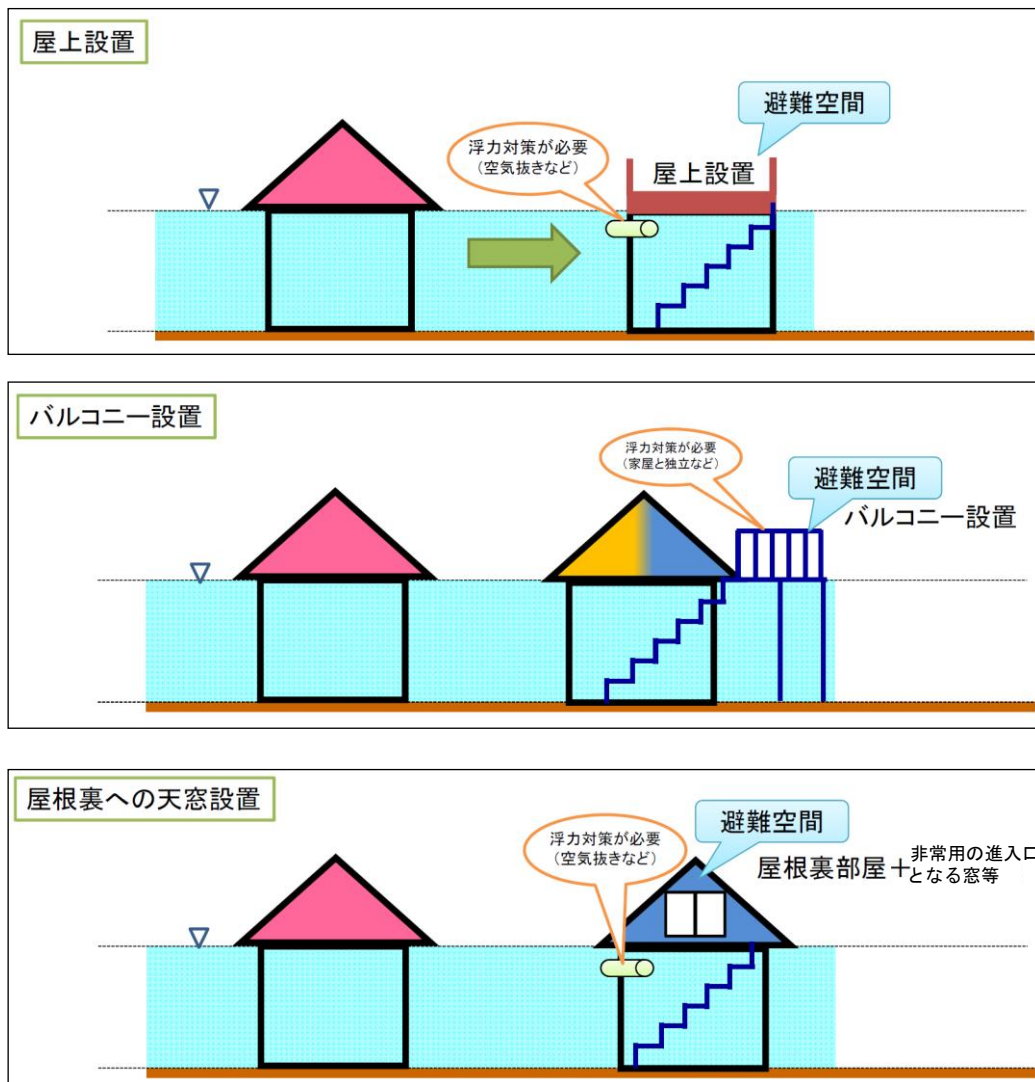 屋上設置
避難空間
浮力対策が必要
（空気抜きなど）
屋上設置
バルコニー設置
浮力対策が必要
（家屋と独立など）
避難空間
バルコニー設置
屋根裏への天窓設置
避難空間
浮力対策が必要
（空気抜きなど）
屋根裏部屋＋非常用の進入口
となる窓等